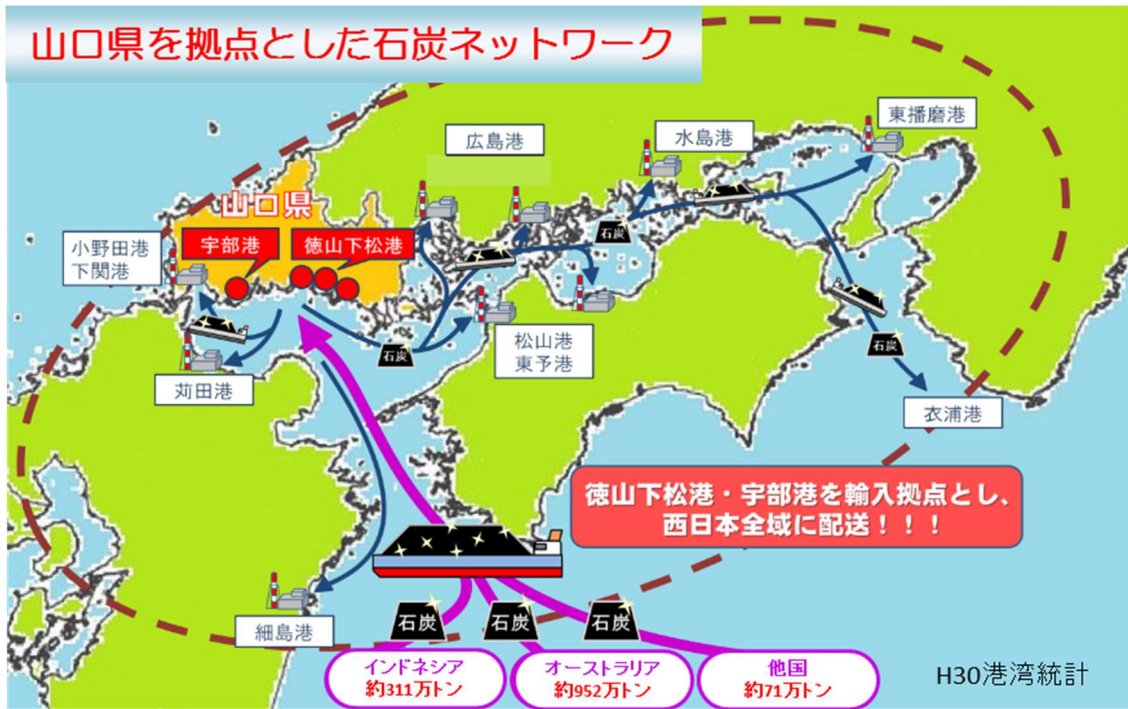 山口県を拠点とした石炭ネットワーク
東播磨港
水島港
広島港
山口県
小野田港
下関港
宇部港
徳山下松港
石炭
石炭
松山港
東予港
石炭
苅田港
衣浦港
徳山下松港・宇部港を輸入拠点とし、
西日本全域に配送！！！
細島港
石炭
石炭
石炭
インドネシア
約311万トン
オーストラリア
約952万トン
他国
約71万トン
H30港湾統計